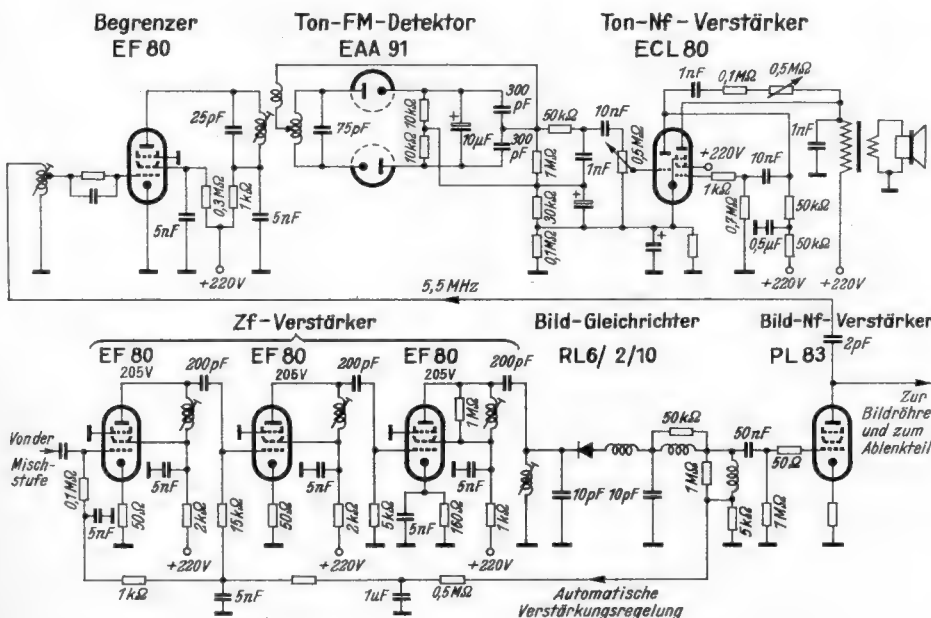 Begrenzer
EF 80
Ton-FM-Detektor
EAA 91
Ton-Nf-Verstärker
ECL 80
25pF
75pF
10kΩ
10kΩ
10µF
300
pF
300
pF
50kΩ
10nF
1nF
0,1MΩ
0,5MΩ
0,5MΩ
1nF
+220V
10nF
1kΩ
1nF
1MΩ
30kΩ
0,1MΩ
0,7MΩ
0,5µF
50kΩ
50kΩ
+220V
+220V
5nF
0,3MΩ
1kΩ
5nF
+220V
5,5MHz
Zf-Verstärker
Bild-Gleichrichter
Bild-Nf-Verstärker
EF 80
205V
200pF
EF 80
205V
200pF
EF 80
205V
200pF
RL6/2/10
PL 83
2pF
Zur
Bildröhre
und zum
Ablenkteil
Von der
Mischstufe
0,1MΩ
5nF
50Ω
5nF
2kΩ
+220V
15kΩ
50Ω
5nF
2kΩ
+220V
5kΩ
1MΩ
5nF
5nF
160Ω
1kΩ
+220V
10pF
10pF
50kΩ
1MΩ
5kΩ
50nF
1MΩ
50Ω
1kΩ
5nF
1uF
0,5MΩ
Automatische
Verstärkungsregelung